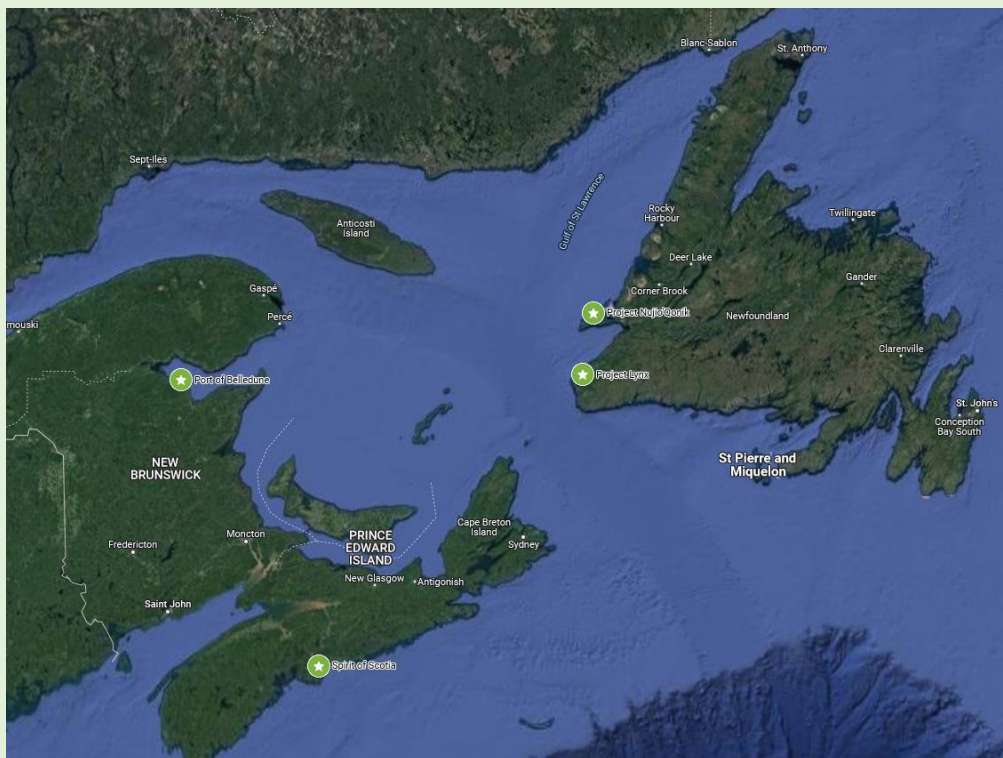 Blanc-Sablon
St. Anthony
Sept-Iles
Gulf of St Lawrence
Rocky
Harbour
Twillingate
Anticosti
Island
Deer Lake
Gander
Gaspé
Corner Brook
Percé
Project Nujio'Qonik
Newfoundland
mouski
Clarenville
Port of Belledune
Project Lynx
St. John's
Conception
Bay South
St Pierre and
Miquelon
NEW
BRUNSWICK
Cape Breton
Island
Moncton
PRINCE
EDWARD
ISLAND
Sydney
Fredericton
New Glasgow
Antigonish
Saint John
Spirit of Scotia